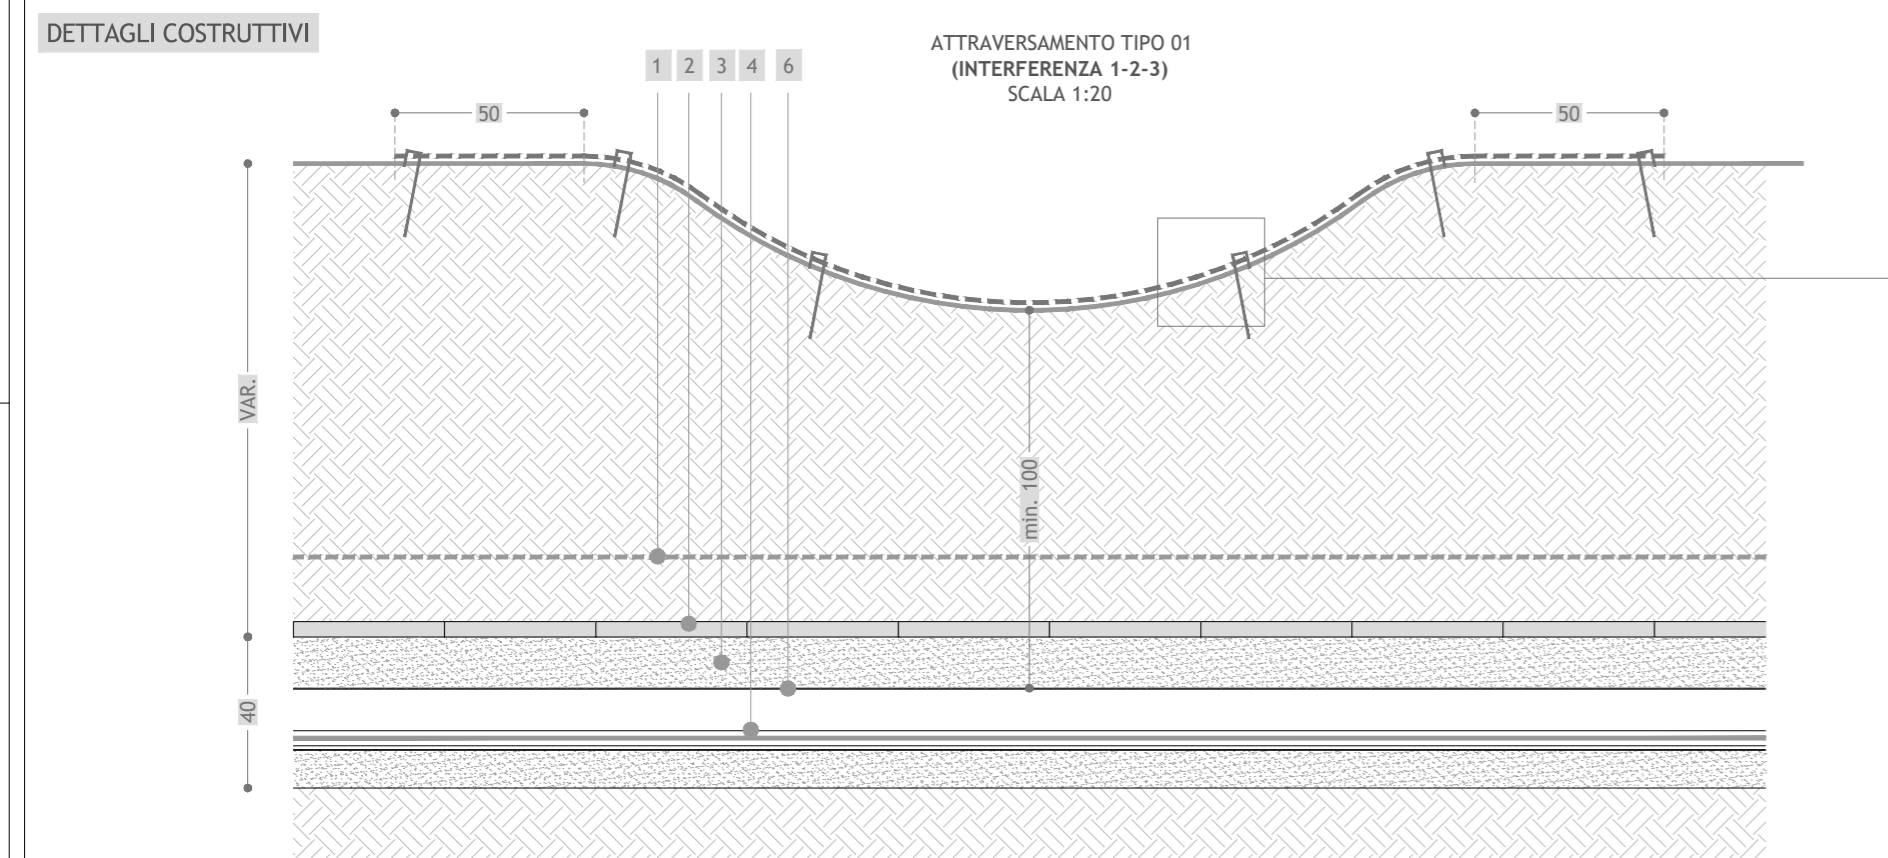 DETTAGLI COSTRUTTIVI
ATTRAVERSAMENTO TIPO 01
(INTERFERENZA 1-2-3)
SCALA 1:20
1 2 3 4 6
50
50
VAR.
min. 100
40